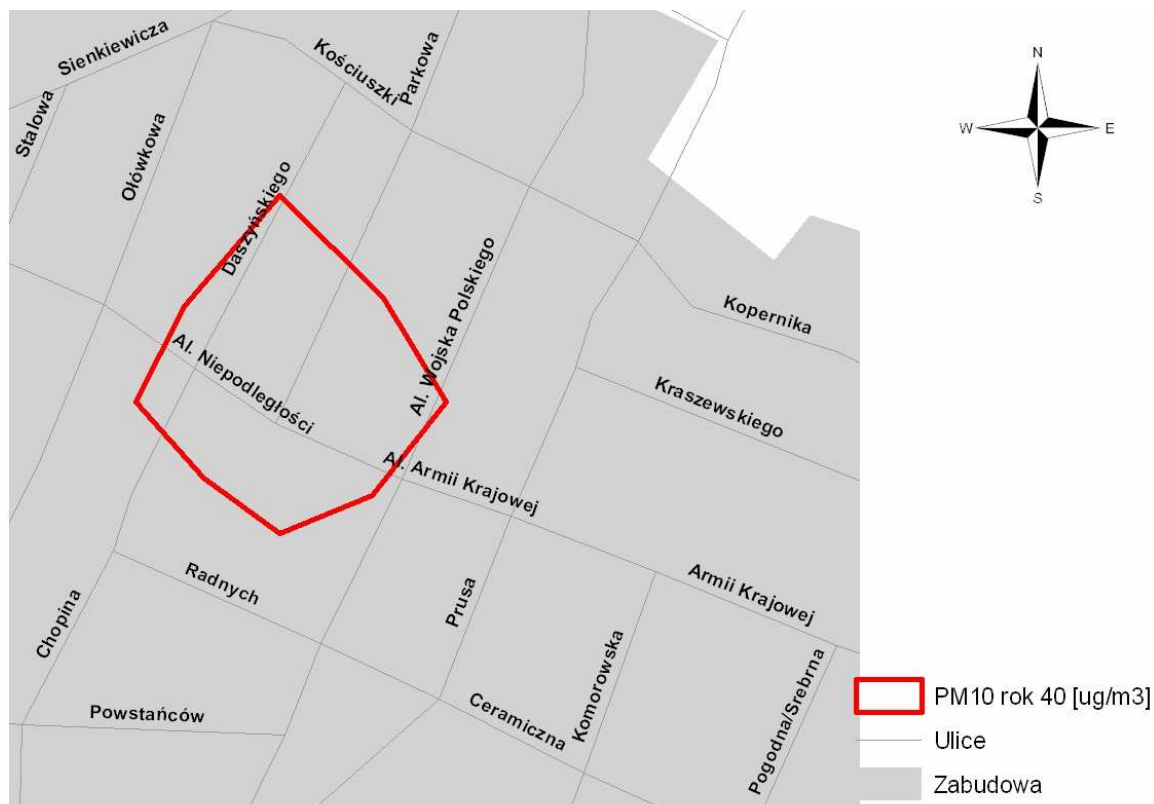 Sienkiewicza
Kościuszki
Parkowa
Stalowa
Ołówkowa
Daszyńskiego
Al. Wojska Polskiego
Al. Niepodległości
Al. Armii Krajowej
Kopernika
Kraszewskiego
Radnych
Chopina
Powstańców
Prusa
Ceramiczna
Komorowska
Armii Krajowej
Pogodna/Srebrna
N
W
E
S
PM10 rok 40 [ug/m3]
Ulice
Zabudowa